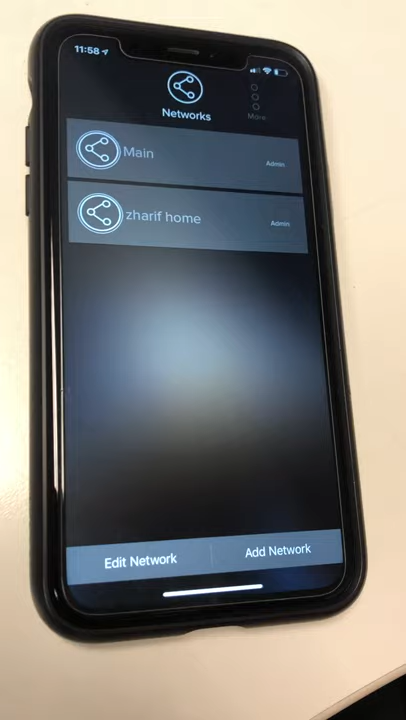 11:58
Networks
More
Main
Admin
zharif home
Admin
Edit Network
Add Network